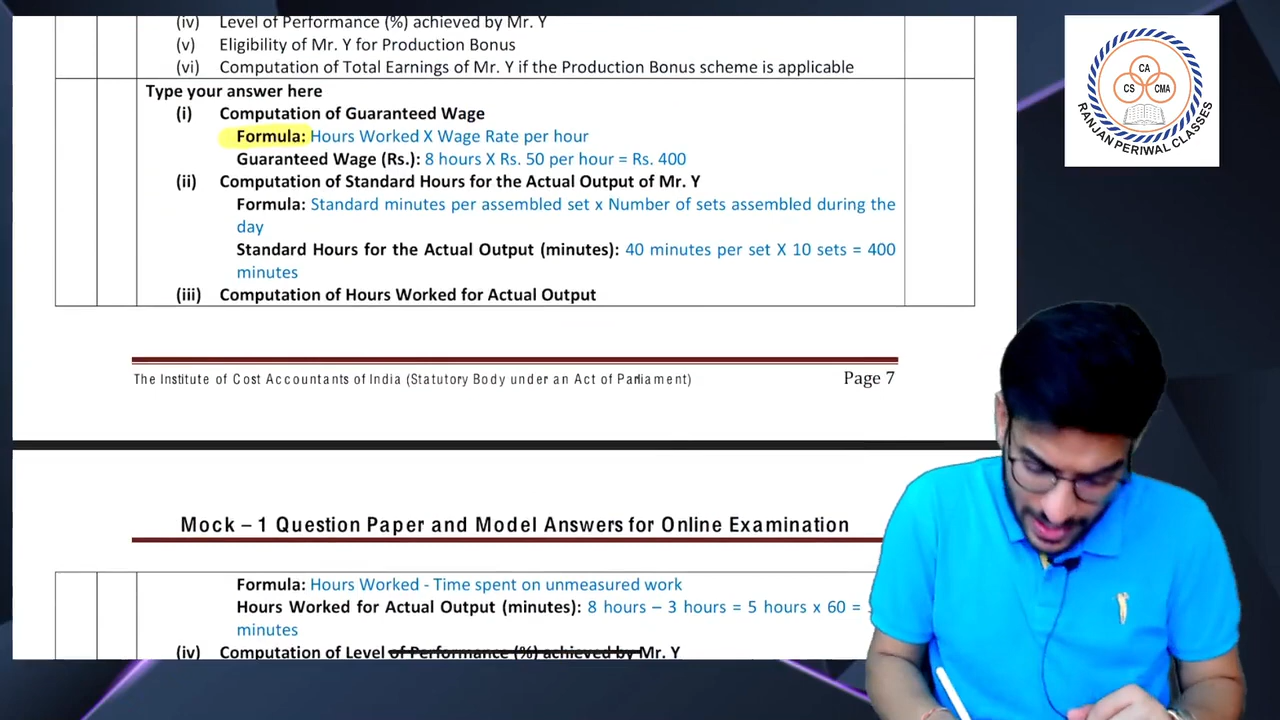 (iv) Level of Performance (%) achieved by Mr. Y
(v) Eligibility of Mr. Y for Production Bonus
(vi) Computation of Total Earnings of Mr. Y if the Production Bonus scheme is applicable
Type your answer here
(i) Computation of Guaranteed Wage
Formula: Hours Worked X Wage Rate per hour
Guaranteed Wage (Rs.): 8 hours X Rs. 50 per hour = Rs. 400
(ii) Computation of Standard Hours for the Actual Output of Mr. Y
Formula: Standard minutes per assembled set x Number of sets assembled during the
day
Standard Hours for the Actual Output (minutes): 40 minutes per set X 10 sets = 400
minutes
(iii) Computation of Hours Worked for Actual Output
The Institute of Cost Accountants of India (Statutory Body under an Act of Parliament)
Page 7
Mock – 1 Question Paper and Model Answers for Online Examination
Formula: Hours Worked - Time spent on unmeasured work
Hours Worked for Actual Output (minutes): 8 hours – 3 hours = 5 hours x 60 =
minutes
(iv) Computation of Level of Performance (%) achieved by Mr. Y
CA
CS
CMA
RANJAN PERIWAL CLASSES